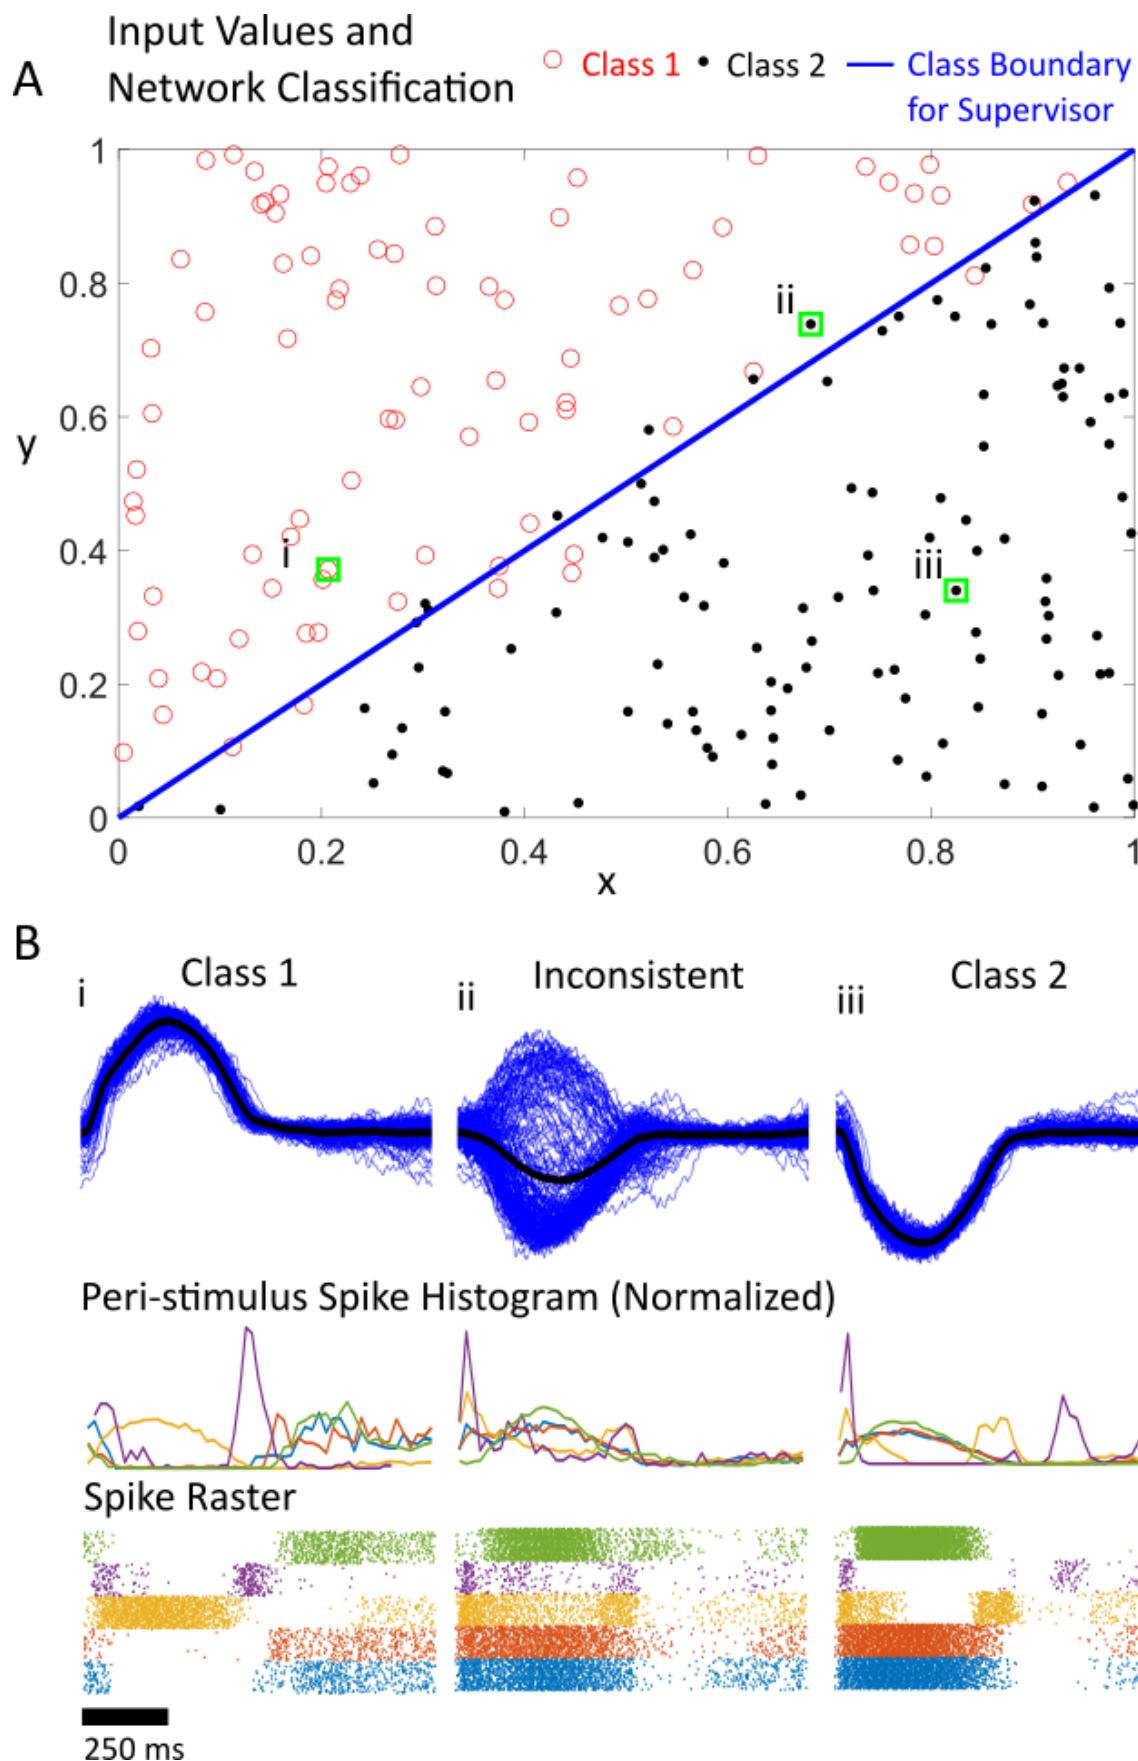 A
Input Values and
Network Classification
Class 1
Class 2
Class Boundary
for Supervisor
1
0.8
0.6
0.4
0.2
0
y
ii
i
iii
0
0.2
0.4
0.6
0.8
1
x
B
i
Class 1
ii
Inconsistent
iii
Class 2
Peri-stimulus Spike Histogram (Normalized)
Spike Raster
250 ms